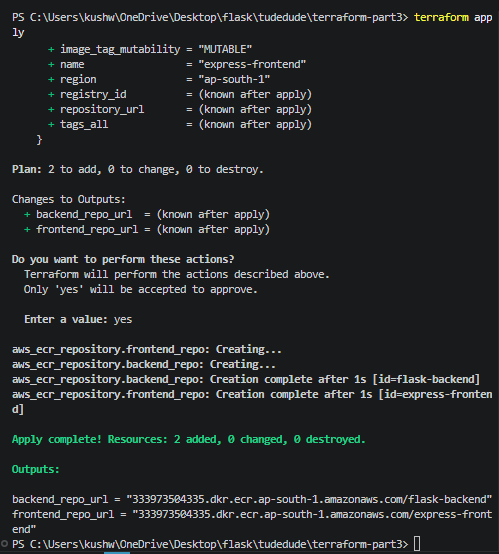 PS C:\Users\kushw\OneDrive\Desktop\flask\tudedude\terraform-part3> terraform app
ly
      + image_tag_mutability = "MUTABLE"
      + name                 = "express-frontend"
      + region               = "ap-south-1"
      + registry_id          = (known after apply)
      + repository_url       = (known after apply)
      + tags_all             = (known after apply)
    }
Plan: 2 to add, 0 to change, 0 to destroy.
Changes to Outputs:
  + backend_repo_url  = (known after apply)
  + frontend_repo_url = (known after apply)
Do you want to perform these actions?
  Terraform will perform the actions described above.
  Only 'yes' will be accepted to approve.
  Enter a value: yes
aws_ecr_repository.frontend_repo: Creating...
aws_ecr_repository.backend_repo: Creating...
aws_ecr_repository.backend_repo: Creation complete after 1s [id=flask-backend]
aws_ecr_repository.frontend_repo: Creation complete after 1s [id=express-fronten
d]
Apply complete! Resources: 2 added, 0 changed, 0 destroyed.
Outputs:
backend_repo_url = "333973504335.dkr.ecr.ap-south-1.amazonaws.com/flask-backend"
frontend_repo_url = "333973504335.dkr.ecr.ap-south-1.amazonaws.com/express-front
end"
PS C:\Users\kushw\OneDrive\Desktop\flask\tudedude\terraform-part3>